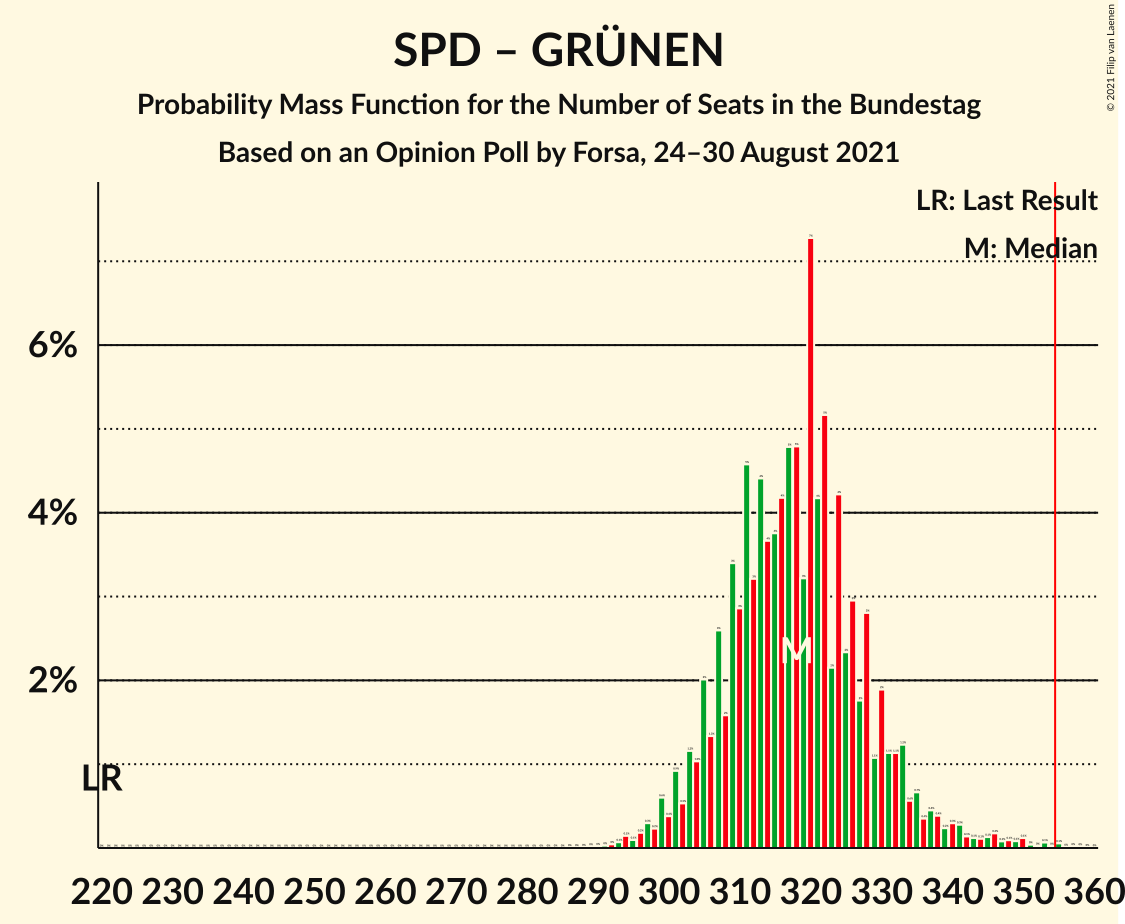 SPD – GRÜNEN
Probability Mass Function for the Number of Seats in the Bundestag
Based on an Opinion Poll by Forsa, 24–30 August 2021
© 2021 Filip van Laenen
LR: Last Result
M: Median
6%
4%
2%
M
LR
220 230 240 250 260 270 280 290 300 310 320 330 340 350 360